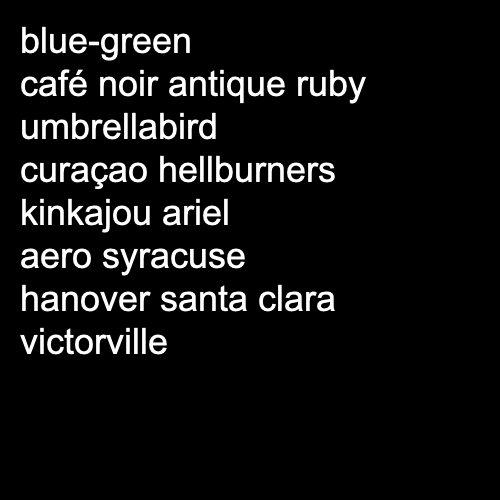 blue-green
café noir antique ruby
umbrellabird
curaçao hellburners
kinkajou ariel
aero syracuse
hanover santa clara
victorville